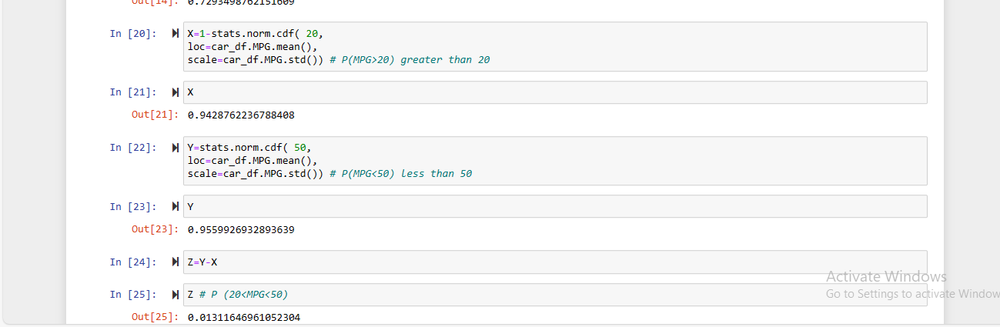 Out[14]: 0.7293498762151609
In [20]: X=1-stats.norm.cdf( 20,
loc=car_df.MPG.mean(),
scale=car_df.MPG.std()) # P(MPG>20) greater than 20
In [21]: X
Out[21]: 0.9428762236788408
In [22]: Y=stats.norm.cdf( 50,
loc=car_df.MPG.mean(),
scale=car_df.MPG.std()) # P(MPG<50) less than 50
In [23]: Y
Out[23]: 0.9559926932893639
In [24]: Z=Y-X
In [25]: Z # P (20<MPG<50)
Out[25]: 0.01311646961052304
Activate Windows
Go to Settings to activate Window